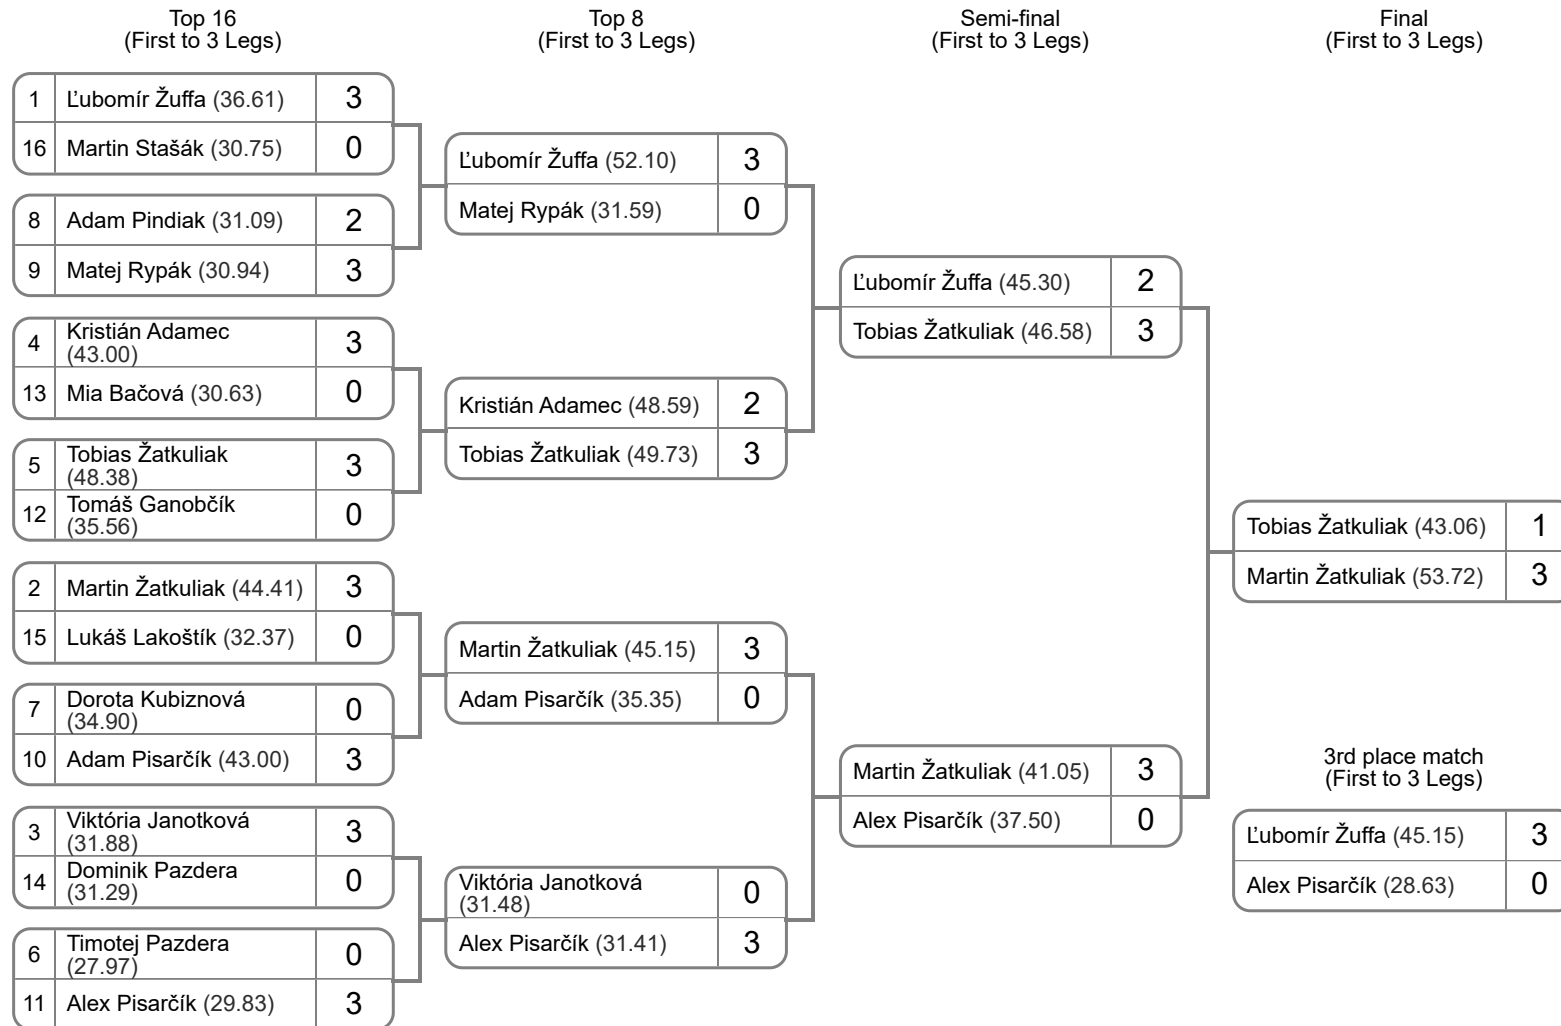 Top 16
(First to 3 Legs)
1 Ľubomír Žuffa (36.61) 3
16 Martin Stašák (30.75) 0
8 Adam Pindiak (31.09) 2
9 Matej Rypák (30.94) 3
4 Kristián Adamec
(43.00) 3
13 Mia Bačová (30.63) 0
5 Tobias Žatkuliak
(48.38) 3
12 Tomáš Ganobčík
(35.56) 0
2 Martin Žatkuliak (44.41) 3
15 Lukáš Lakoštík (32.37) 0
7 Dorota Kubiznová
(34.90) 0
10 Adam Pisarčík (43.00) 3
3 Viktória Janotková
(31.88) 3
14 Dominik Pazdera
(31.29) 0
6 Timotej Pazdera
(27.97) 0
11 Alex Pisarčík (29.83) 3
Top 8
(First to 3 Legs)
Ľubomír Žuffa (52.10) 3
Matej Rypák (31.59) 0
Kristián Adamec (48.59) 2
Tobias Žatkuliak (49.73) 3
Martin Žatkuliak (45.15) 3
Adam Pisarčík (35.35) 0
Viktória Janotková
(31.48) 0
Alex Pisarčík (31.41) 3
Semi-final
(First to 3 Legs)
Ľubomír Žuffa (45.30) 2
Tobias Žatkuliak (46.58) 3
Martin Žatkuliak (41.05) 3
Alex Pisarčík (37.50) 0
Final
(First to 3 Legs)
Tobias Žatkuliak (43.06) 1
Martin Žatkuliak (53.72) 3
3rd place match
(First to 3 Legs)
Ľubomír Žuffa (45.15) 3
Alex Pisarčík (28.63) 0